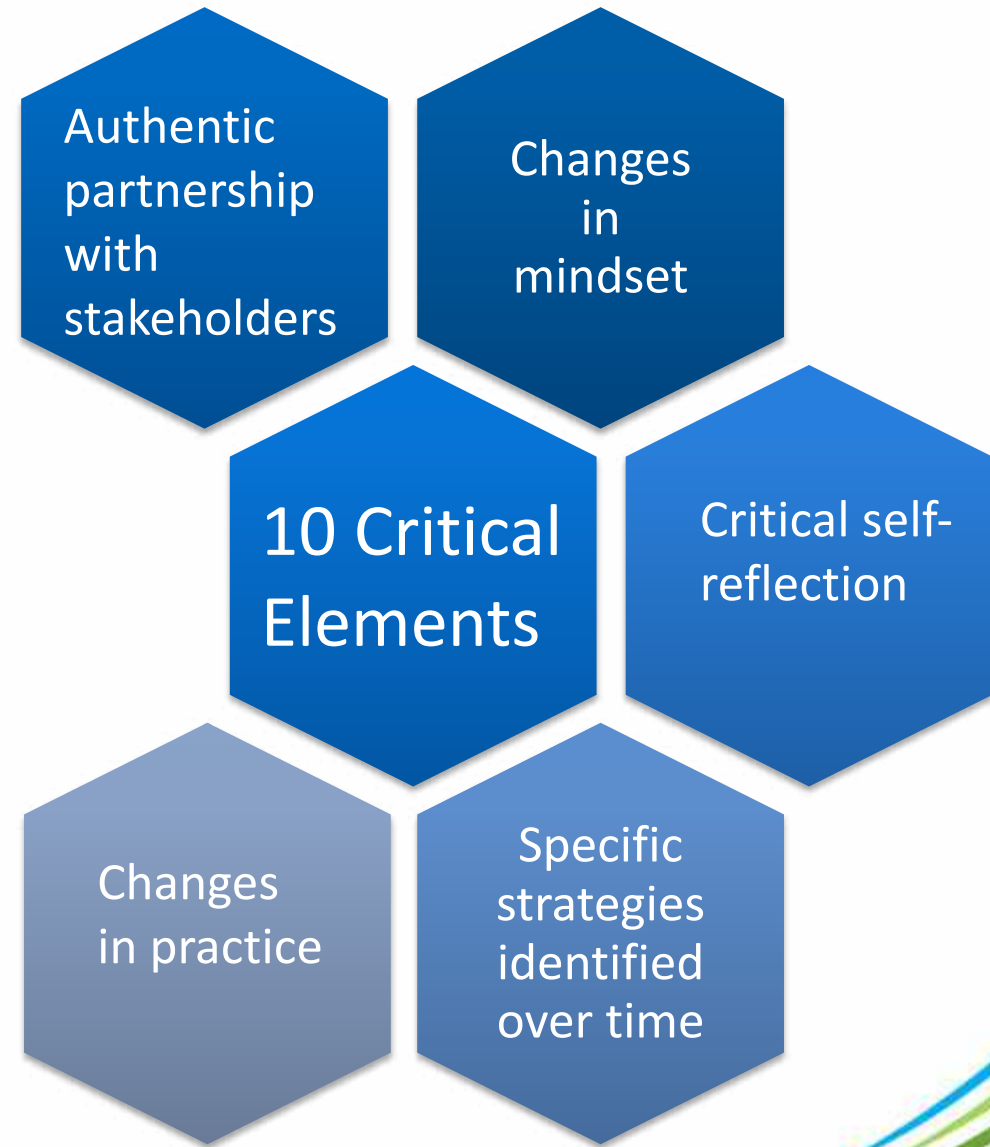 Authentic
partnership
with
stakeholders
Changes
in
mindset
10 Critical
Elements
Critical self-
reflection
Changes
in practice
Specific
strategies
identified
over time